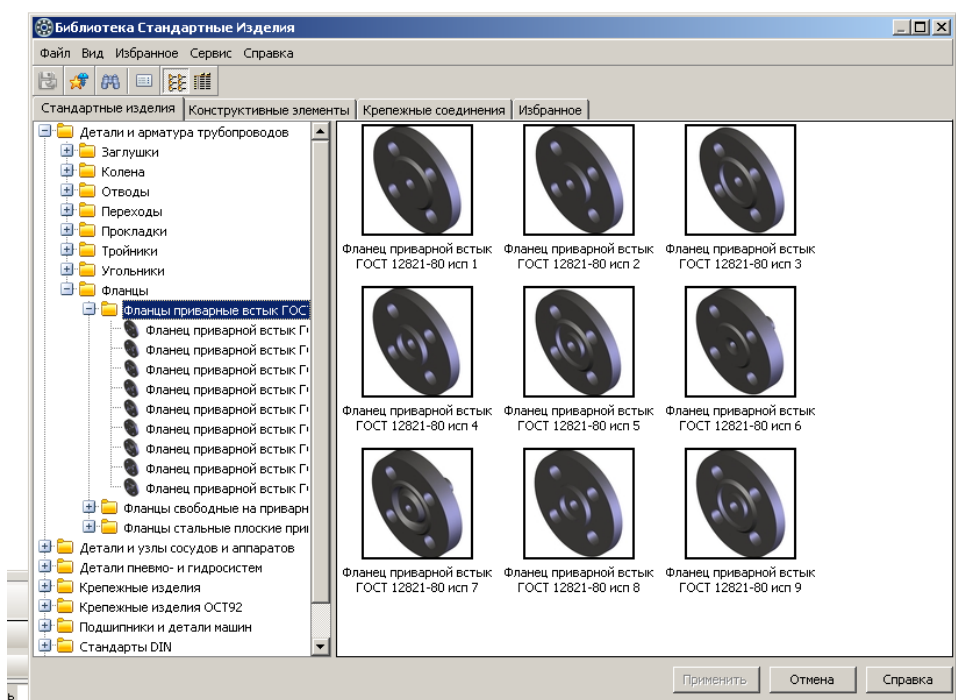 Библиотека Стандартные Изделия
Файл Вид Избранное Сервис Справка
Стандартные изделия Конструктивные элементы Крепежные соединения Избранное
Детали и арматура трубопроводов
Заглушки
Колена
Отводы
Переходы
Прокладки
Тройники
Угольники
Фланцы
Фланцы приварные встык ГОС
Фланец приварной встык Г
Фланец приварной встык Г
Фланец приварной встык Г
Фланец приварной встык Г
Фланец приварной встык Г
Фланец приварной встык Г
Фланец приварной встык Г
Фланец приварной встык Г
Фланец приварной встык Г
Фланцы свободные на приварн
Фланцы стальные плоские при
Детали и узлы сосудов и аппаратов
Детали пневмо- и гидросистем
Крепежные изделия
Крепежные изделия ОСТ92
Подшипники и детали машин
Стандарты DIN
Фланец приварной встык Фланец приварной встык Фланец приварной встык
ГОСТ 12821-80 исп 1 ГОСТ 12821-80 исп 2 ГОСТ 12821-80 исп 3
Фланец приварной встык Фланец приварной встык Фланец приварной встык
ГОСТ 12821-80 исп 4 ГОСТ 12821-80 исп 5 ГОСТ 12821-80 исп 6
Фланец приварной встык Фланец приварной встык Фланец приварной встык
ГОСТ 12821-80 исп 7 ГОСТ 12821-80 исп 8 ГОСТ 12821-80 исп 9
Применить Отмена Справка
ь